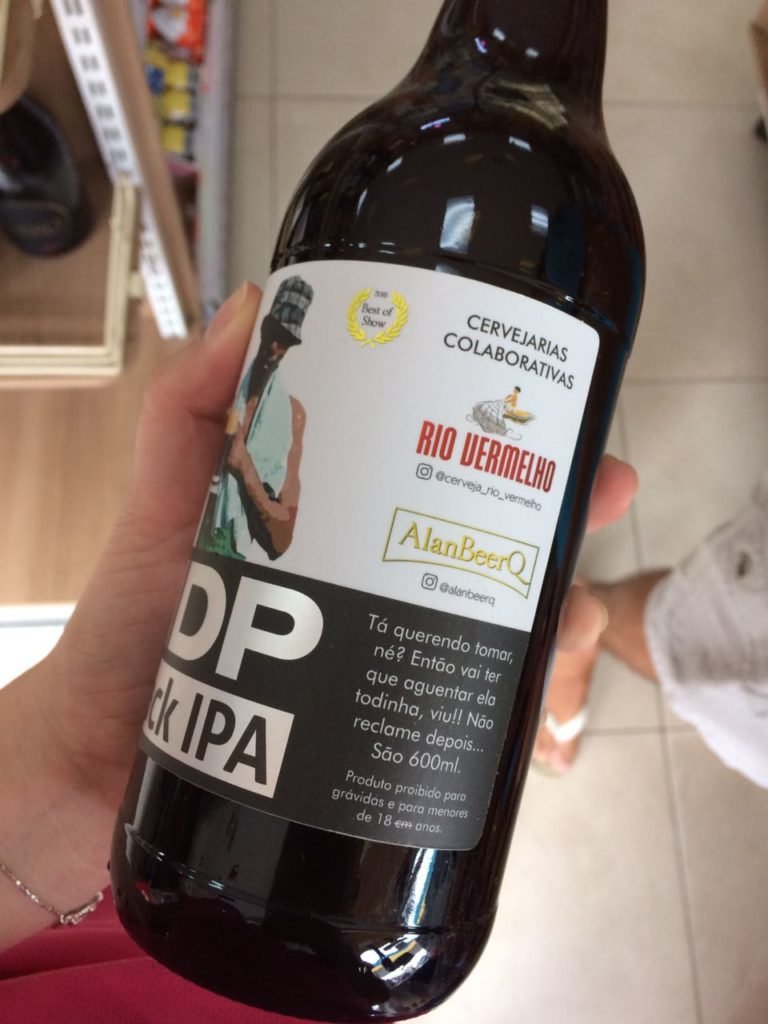 2016
Best of
Show
CERVEJARIAS
COLABORATIVAS
RIO VERMELHO
@cerveja_rio_vermelho
AlanBeerQ
@alanbeerq
DP
ck IPA
Tá querendo tomar,
né? Então vai ter
que aguentar ela
todinha, viu!! Não
reclame depois...
São 600ml.
Produto proibido para
grávidas e para menores
de 18 cm anos.